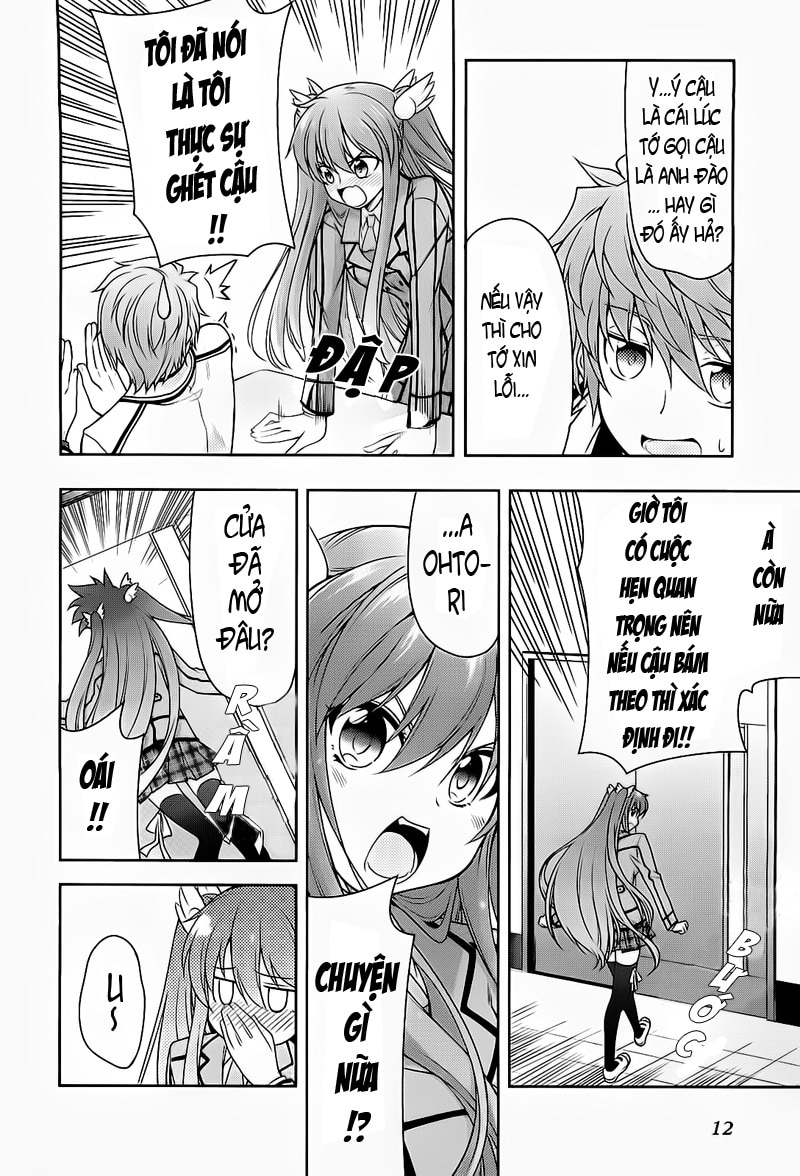 Y...Ý CẬU
LÀ CÁI LÚC
TỚ GỌI CẬU
LÀ ANH ĐÀO
... HAY GÌ
ĐÓ ẤY HẢ?
NẾU VẬY
THÌ CHO
TỚ XIN
LỖI...
TÔI ĐÃ NÓI
LÀ TÔI
THỰC SỰ
GHÉT CẬU
!!
ĐẬP
À
CÒN
NỮA
GIỜ TÔI
CÓ CUỘC
HẸN QUAN
TRỌNG NÊN
NẾU CẬU BÁM
THEO THÌ XÁC
ĐỊNH ĐI!!
BƯỚC
...A
OHTO-
RI
CHUYỆN
GÌ
NỮA
!?
CỬA
ĐÃ
MỞ
ĐÂU?
RẦM
OÁI
!!
U~
12